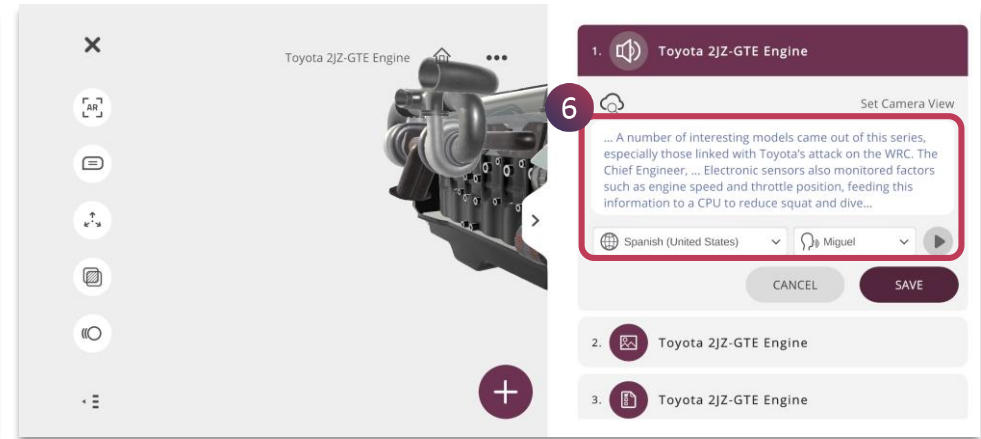 Toyota 2JZ-GTE Engine
AR
1. Toyota 2JZ-GTE Engine
6
Set Camera View
... A number of interesting models came out of this series,
especially those linked with Toyota's attack on the WRC. The
Chief Engineer, ... Electronic sensors also monitored factors
such as engine speed and throttle position, feeding this
information to a CPU to reduce squat and dive...
Spanish (United States)
Miguel
CANCEL
SAVE
2. Toyota 2JZ-GTE Engine
3. Toyota 2JZ-GTE Engine